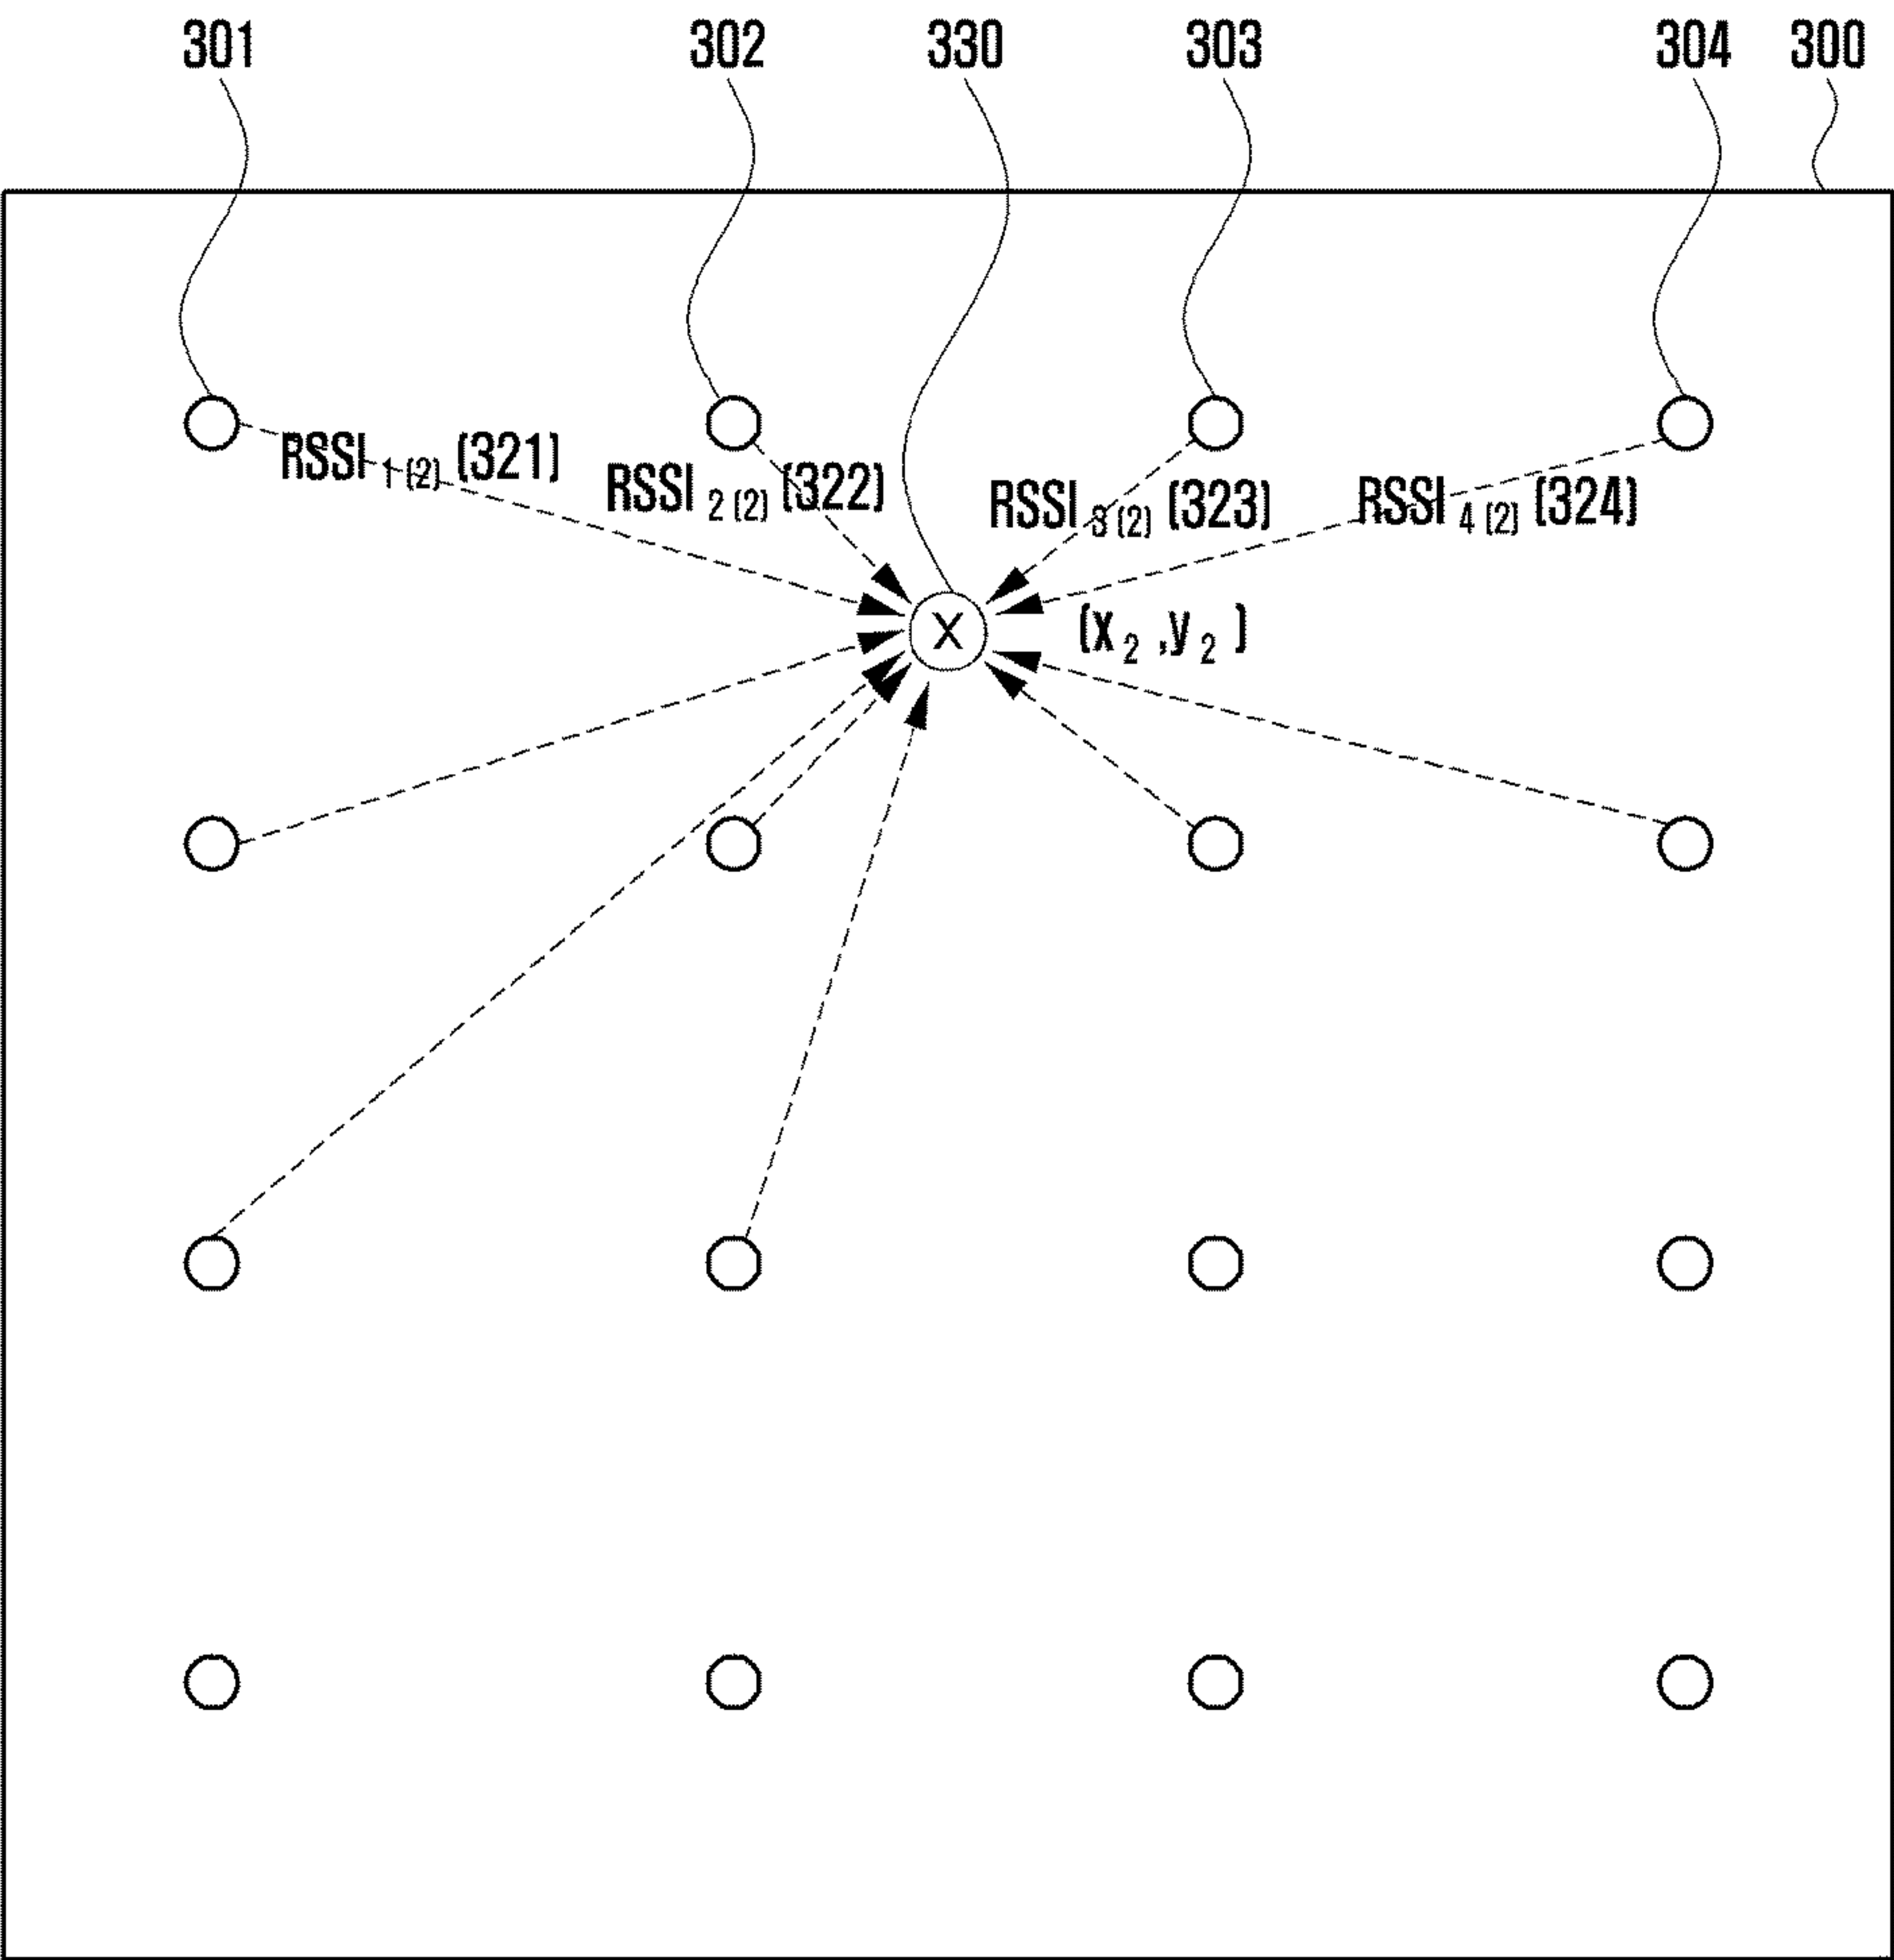 301 302 330 303 304 300
RSSI 1 (2) (321)
RSSI 2 (2) (322)
RSSI 3 (2) (323)
RSSI 4 (2) (324)
X
(x 2 ,y 2 )